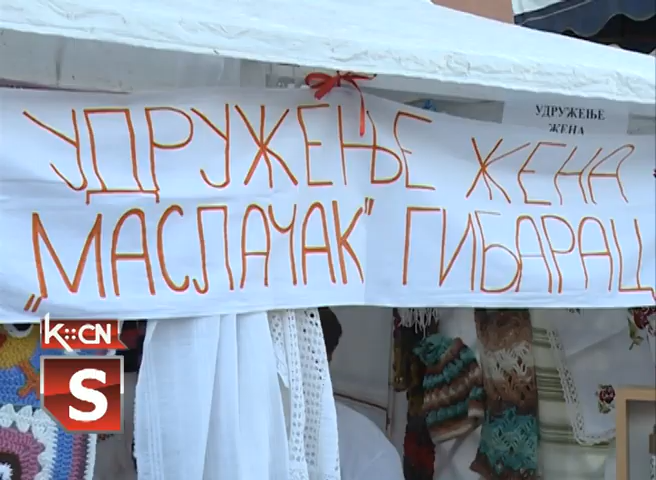 УДРУЖЕЊЕ
ЖЕНА
УДРУЖЕЊЕ ЖЕНА
„МАСЛАЧАК" ГИБАРАЦ
K::CN
S